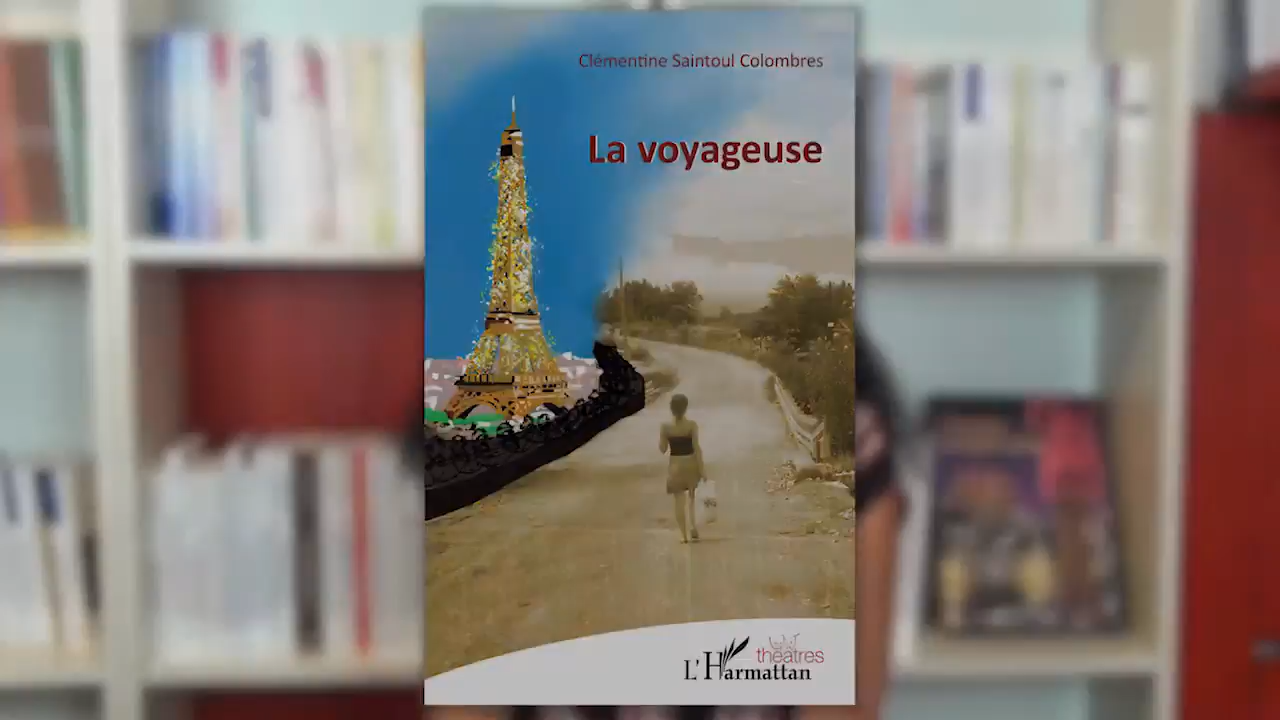 Clémentine Saintoul Colombres
La voyageuse
théâtres
L'Harmattan